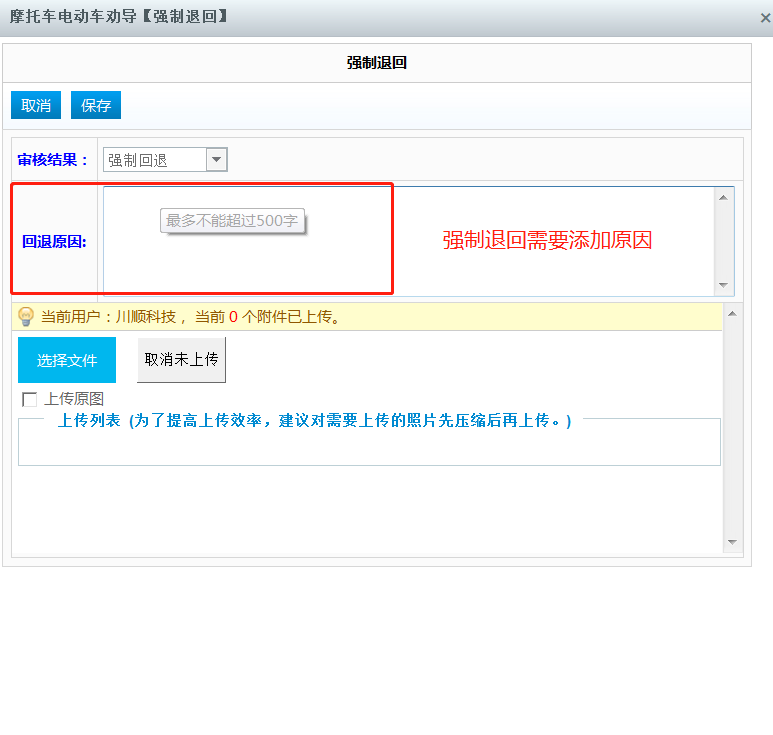 摩托车电动车劝导【强制退回】
强制退回
取消 保存
审核结果： 强制回退
最多不能超过500字
回退原因: 强制退回需要添加原因
当前用户：川顺科技 ，当前 0 个附件已上传。
选择文件 取消未上传
上传原图
上传列表 (为了提高上传效率，建议对需要上传的照片先压缩后再上传。)